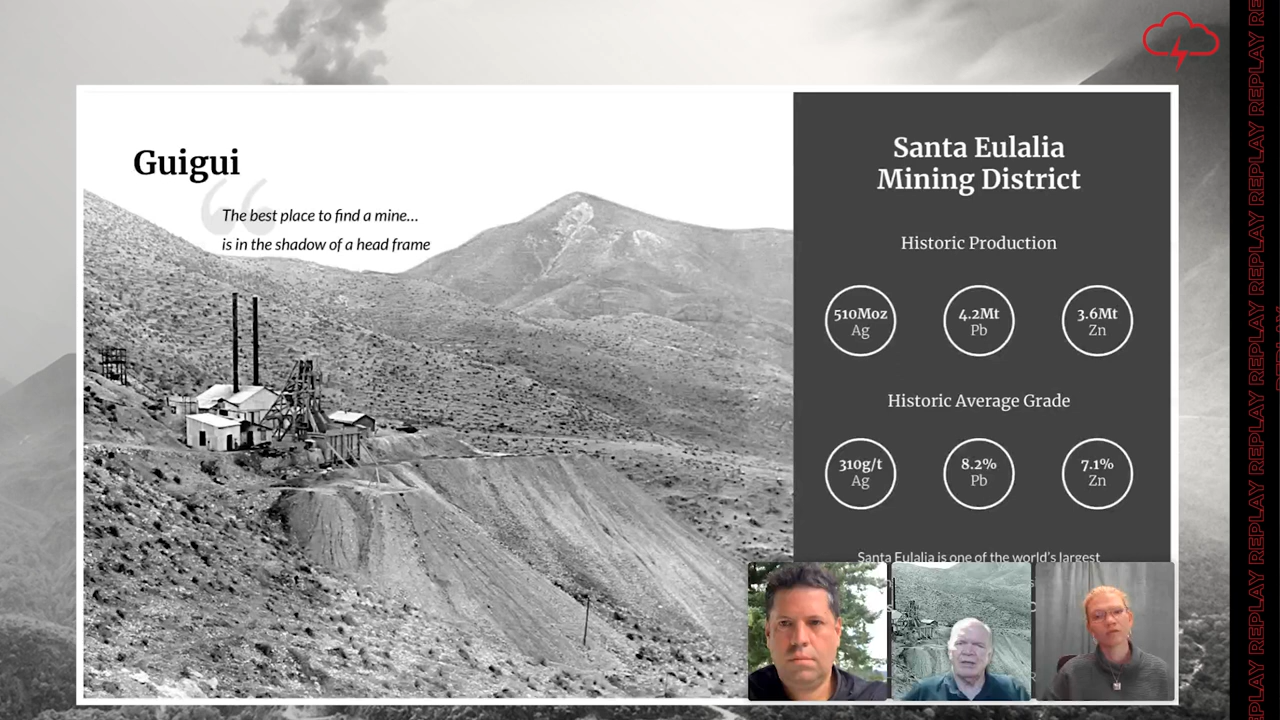 Guigui
The best place to find a mine...
is in the shadow of a head frame
Santa Eulalia
Mining District
Historic Production
510Moz
Ag
4.2Mt
Pb
3.6Mt
Zn
Historic Average Grade
310g/t
Ag
8.2%
Pb
7.1%
Zn
Santa Eulalia is one of the world's largest
REPLAY REPLAY REPLAY REPLAY REPLAY REPLAY